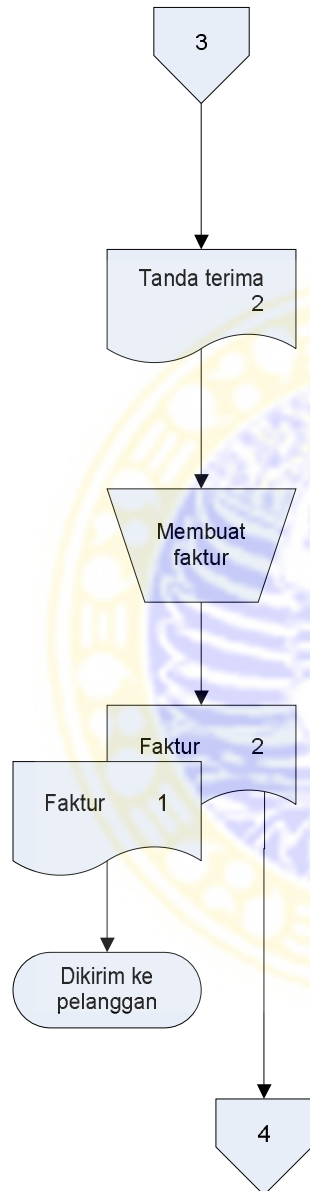 3
Tanda terima
2
Membuat
faktur
Faktur 2
Faktur 1
Dikirim ke
pelanggan
4